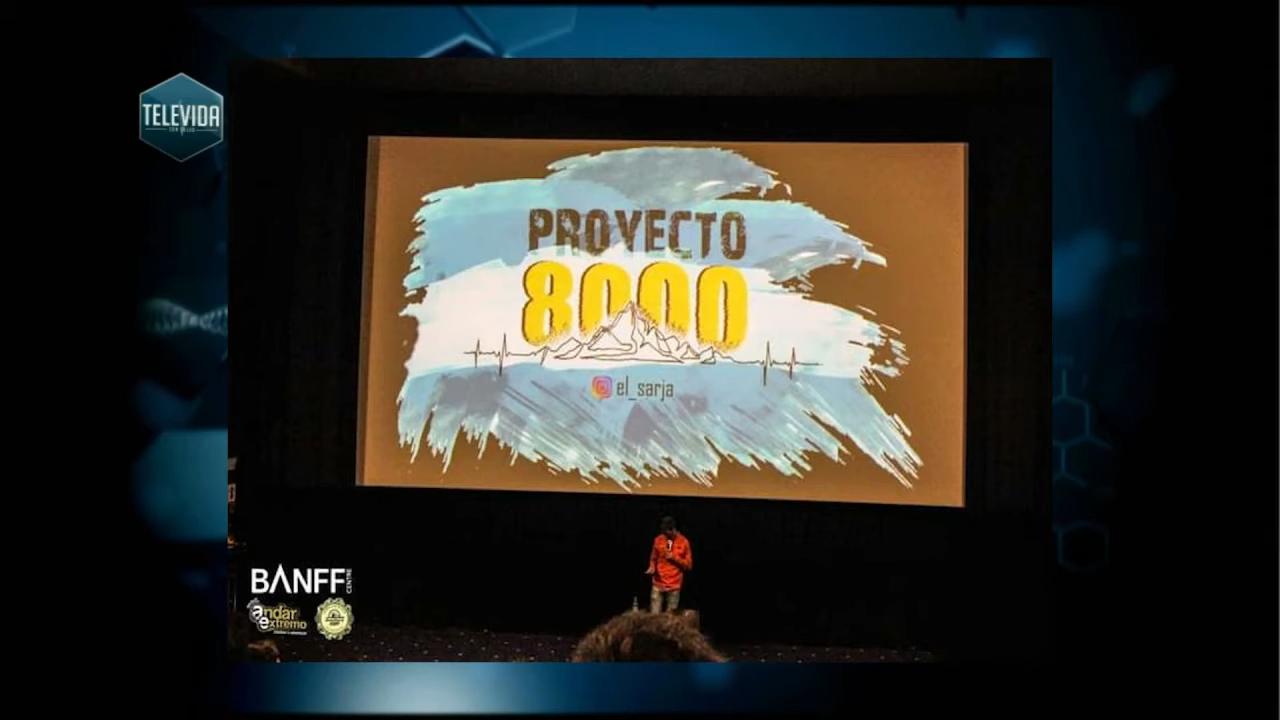 TELEVIDA
PROYECTO
8000
el_sarja
BANFF
CENTRE
andar
extremo